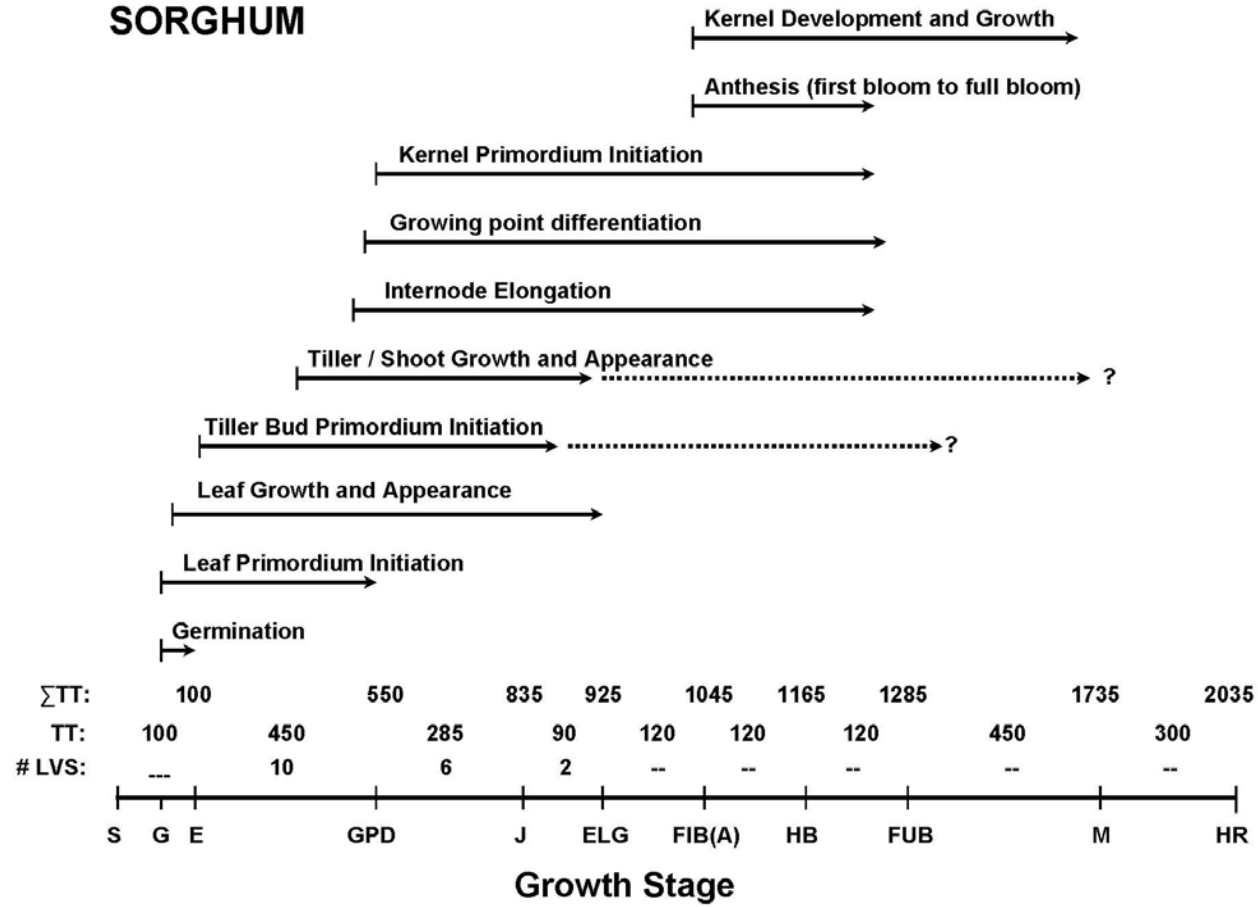 SORGHUM
Kernel Development and Growth
Anthesis (first bloom to full bloom)
Kernel Primordium Initiation
Growing point differentiation
Internode Elongation
Tiller / Shoot Growth and Appearance
?
Tiller Bud Primordium Initiation
?
Leaf Growth and Appearance
Leaf Primordium Initiation
Germination
∑TT: 100 550 835 925 1045 1165 1285 1735 2035
TT: 100 450 285 90 120 120 120 450 300
# LVS: --- 10 6 2 -- -- -- -- --
S G E GPD J ELG FIB(A) HB FUB M HR
Growth Stage